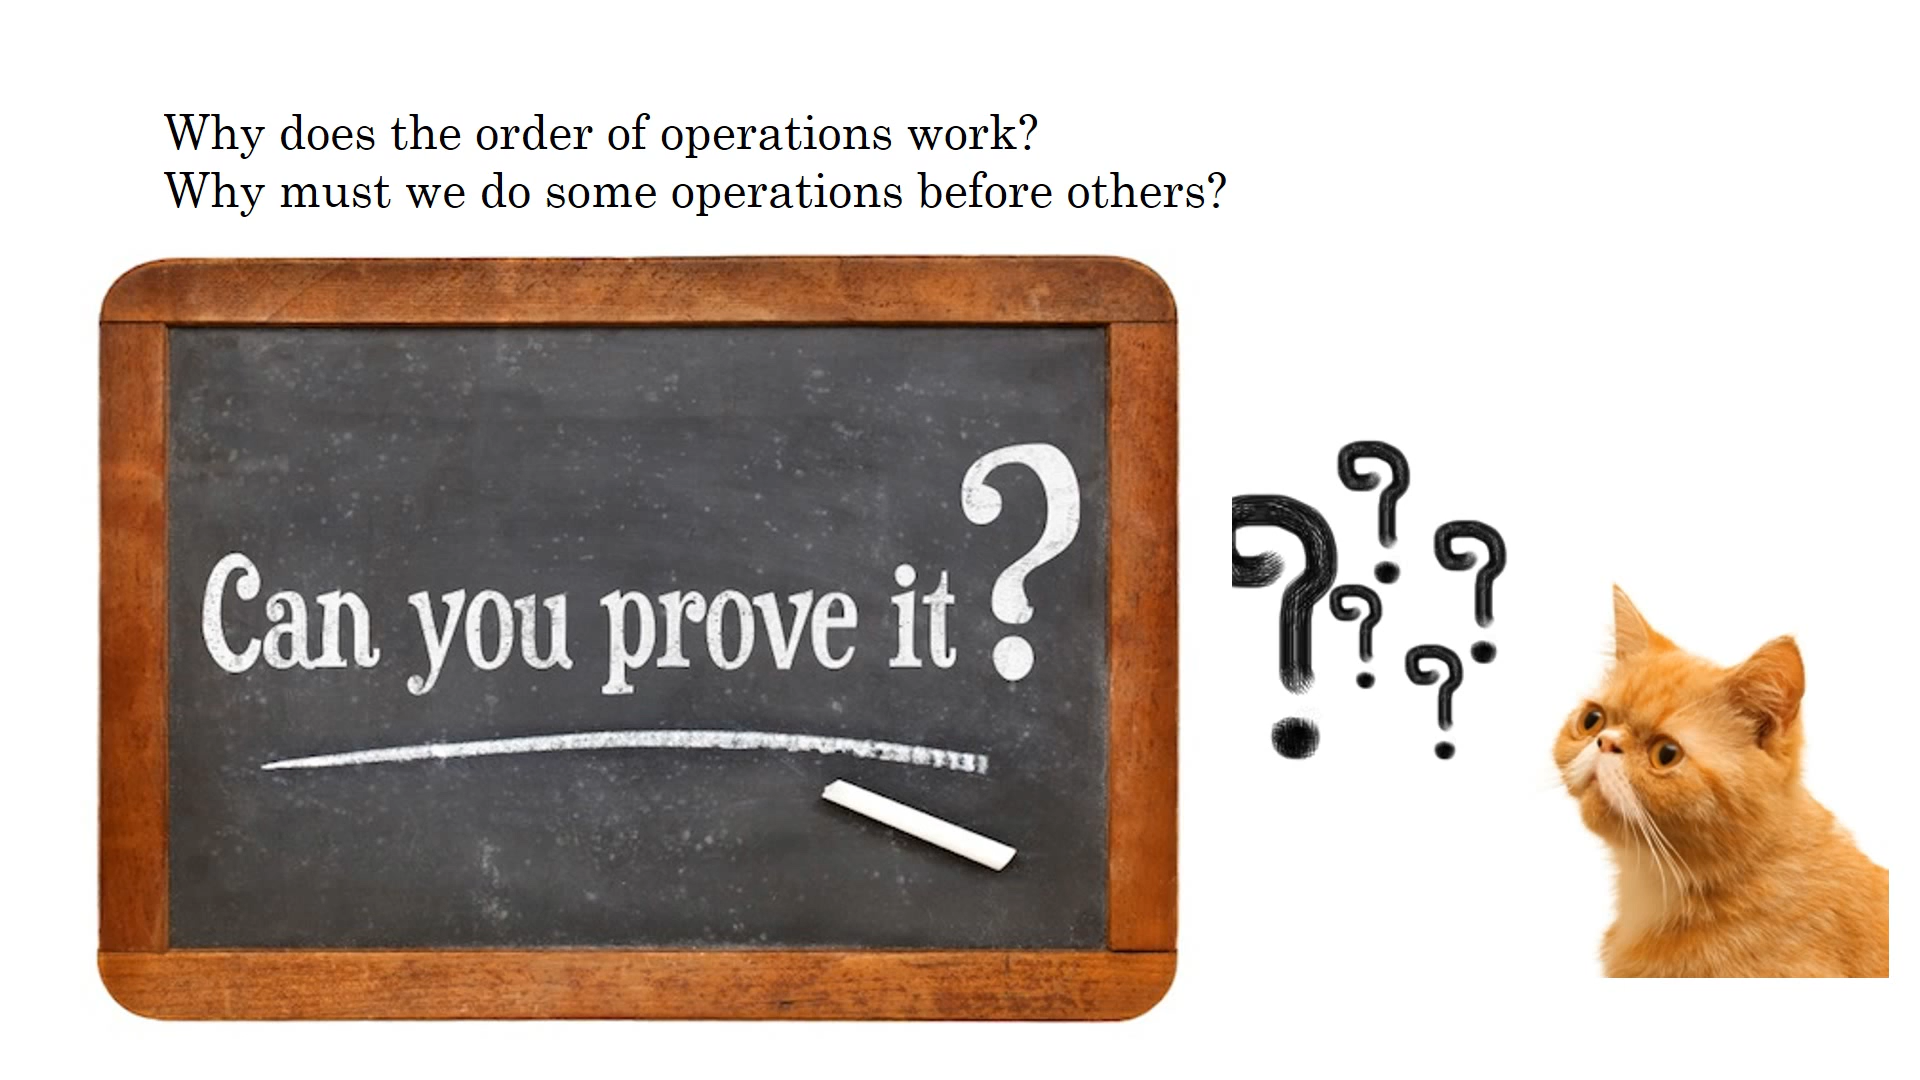 Why does the order of operations work?
Why must we do some operations before others?
Can you prove it?
? ? ? ? ?